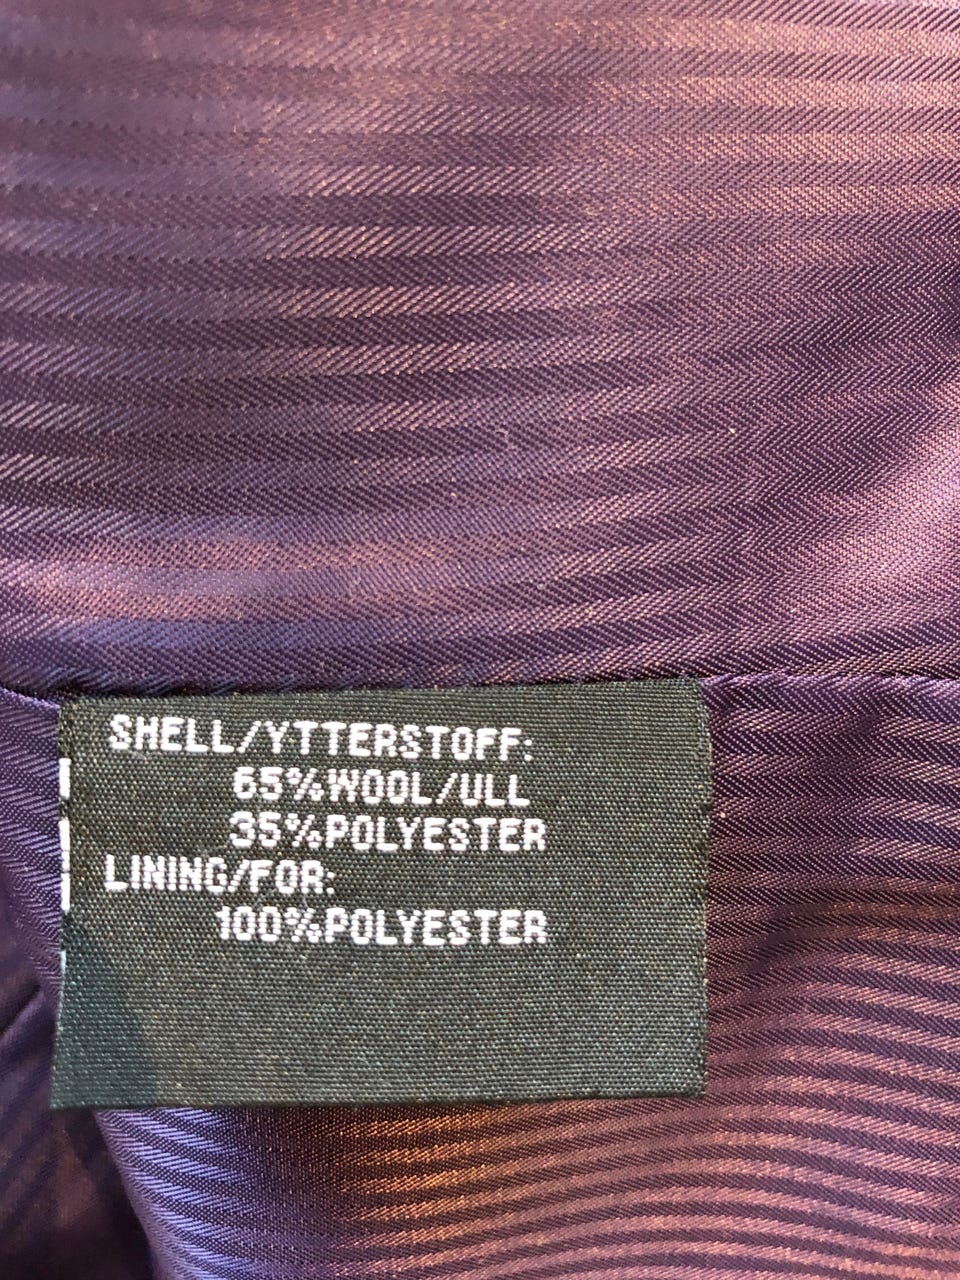 SHELL/YTTERSTOFF:
65%WOOL/ULL
35%POLYESTER
LINING/FOR:
100%POLYESTER